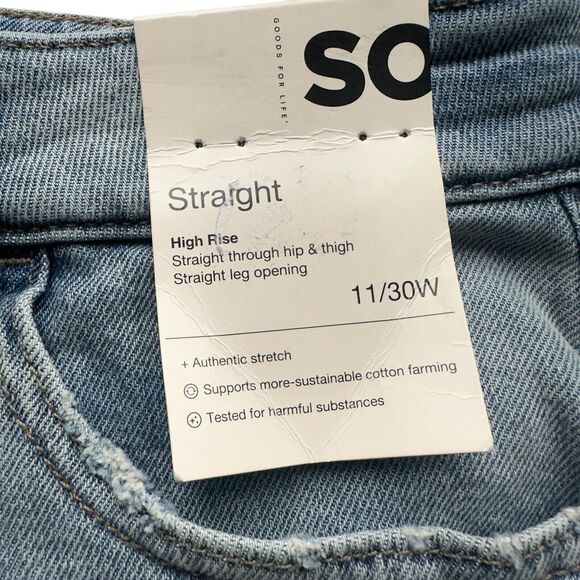 GOODS FOR LIFE
SO
Straight
High Rise
Straight through hip & thigh
Straight leg opening
11/30W
+ Authentic stretch
Supports more-sustainable cotton farming
Tested for harmful substances